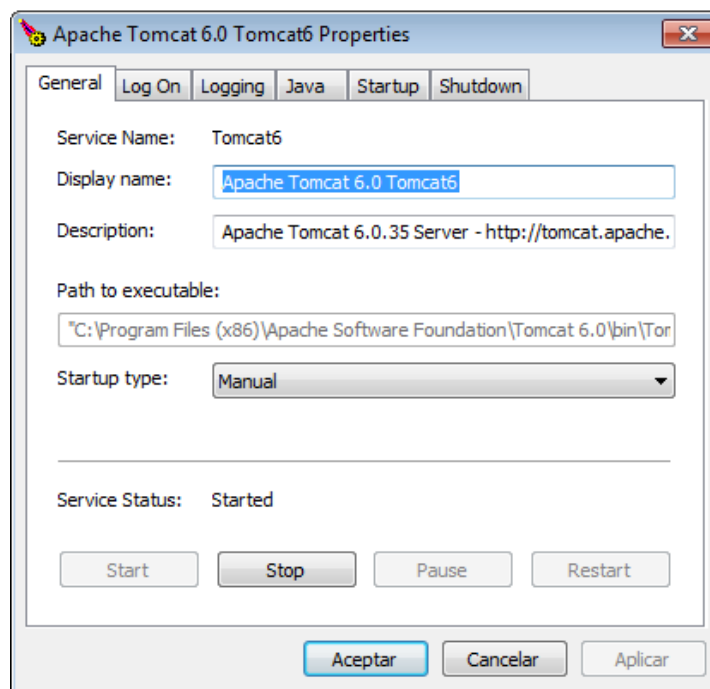 Apache Tomcat 6.0 Tomcat6 Properties
General Log On Logging Java Startup Shutdown
Service Name: Tomcat6
Display name: Apache Tomcat 6.0 Tomcat6
Description: Apache Tomcat 6.0.35 Server - http://tomcat.apache.
Path to executable:
"C:\Program Files (x86)\Apache Software Foundation\Tomcat 6.0\bin\Tom
Startup type: Manual
Service Status: Started
Start Stop Pause Restart
Aceptar Cancelar Aplicar